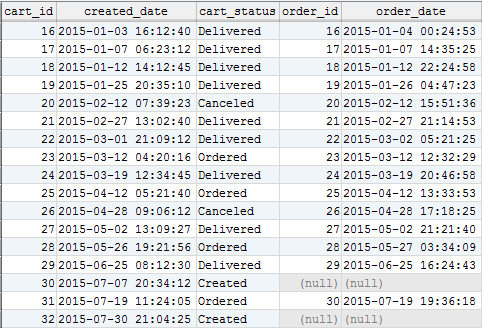 cart_id created_date cart_status order_id order_date
16 2015-01-03 16:12:40 Delivered 16 2015-01-04 00:24:53
17 2015-01-07 06:23:12 Delivered 17 2015-01-07 14:35:25
18 2015-01-12 14:12:45 Delivered 18 2015-01-12 22:24:58
19 2015-01-25 20:35:10 Delivered 19 2015-01-26 04:47:23
20 2015-02-12 07:39:23 Canceled 20 2015-02-12 15:51:36
21 2015-02-27 13:02:40 Delivered 21 2015-02-27 21:14:53
22 2015-03-01 21:09:12 Delivered 22 2015-03-02 05:21:25
23 2015-03-12 04:20:16 Ordered 23 2015-03-12 12:32:29
24 2015-03-19 12:34:45 Delivered 24 2015-03-19 20:46:58
25 2015-04-12 05:21:40 Ordered 25 2015-04-12 13:33:53
26 2015-04-28 09:06:12 Canceled 26 2015-04-28 17:18:25
27 2015-05-02 13:09:27 Delivered 27 2015-05-02 21:21:40
28 2015-05-26 19:21:56 Ordered 28 2015-05-27 03:34:09
29 2015-06-25 08:12:30 Delivered 29 2015-06-25 16:24:43
30 2015-07-07 20:34:12 Created (null) (null)
31 2015-07-19 11:24:05 Ordered 30 2015-07-19 19:36:18
32 2015-07-30 21:04:25 Created (null) (null)